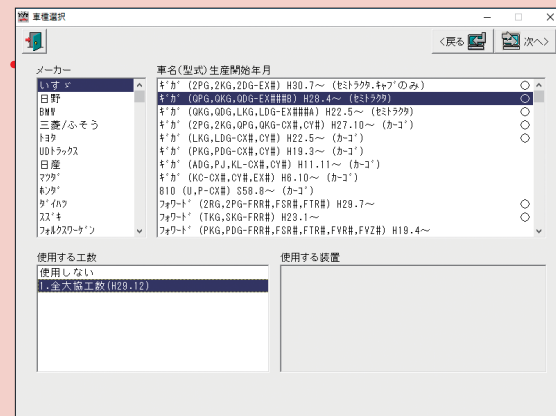 車種選択
<戻る
次へ>
メーカー
いすゞ
日野
BMW
三菱/ふそう
トヨタ
UDトラックス
日産
マツダ
ホンダ
ダイハツ
スズキ
フォルクスワーゲン
車名(型式)生産開始年月
ギガ (2PG,2KG,2DG-EX#) H30.7～ (セミトラクタ.キャブのみ) ○
ギガ (QPG,QKG,QDG-EX###B) H28.4～ (セミトラクタ) ○
ギガ (QKG,QDG,LKG,LDG-EX###A) H22.5～ (セミトラクタ) ○
ギガ (2PG,2KG,QPG,QKG-CX#,CY#) H27.10～ (カーゴ) ○
ギガ (LKG,LDG-CX#,CY#) H22.5～ (カーゴ) ○
ギガ (PKG,PDG-CX#,CY#) H19.3～ (カーゴ)
ギガ (ADG,PJ,KL-CX#,CY#) H11.11～ (カーゴ)
ギガ (KC-CX#,CY#,EX#) H6.10～ (カーゴ)
810 (U,P-CX#) S58.8～ (カーゴ)
フォワード (2RG,2PG-FRR#,FSR#,FTR#) H29.7～ ○
フォワード (TKG,SKG-FRR#) H23.1～ ○
フォワード (PKG,PDG-FRR#,FSR#,FTR#,FVR#,FVZ#) H19.4～
使用する工数
使用しない
1.全大協工数(H29.12)
使用する装置